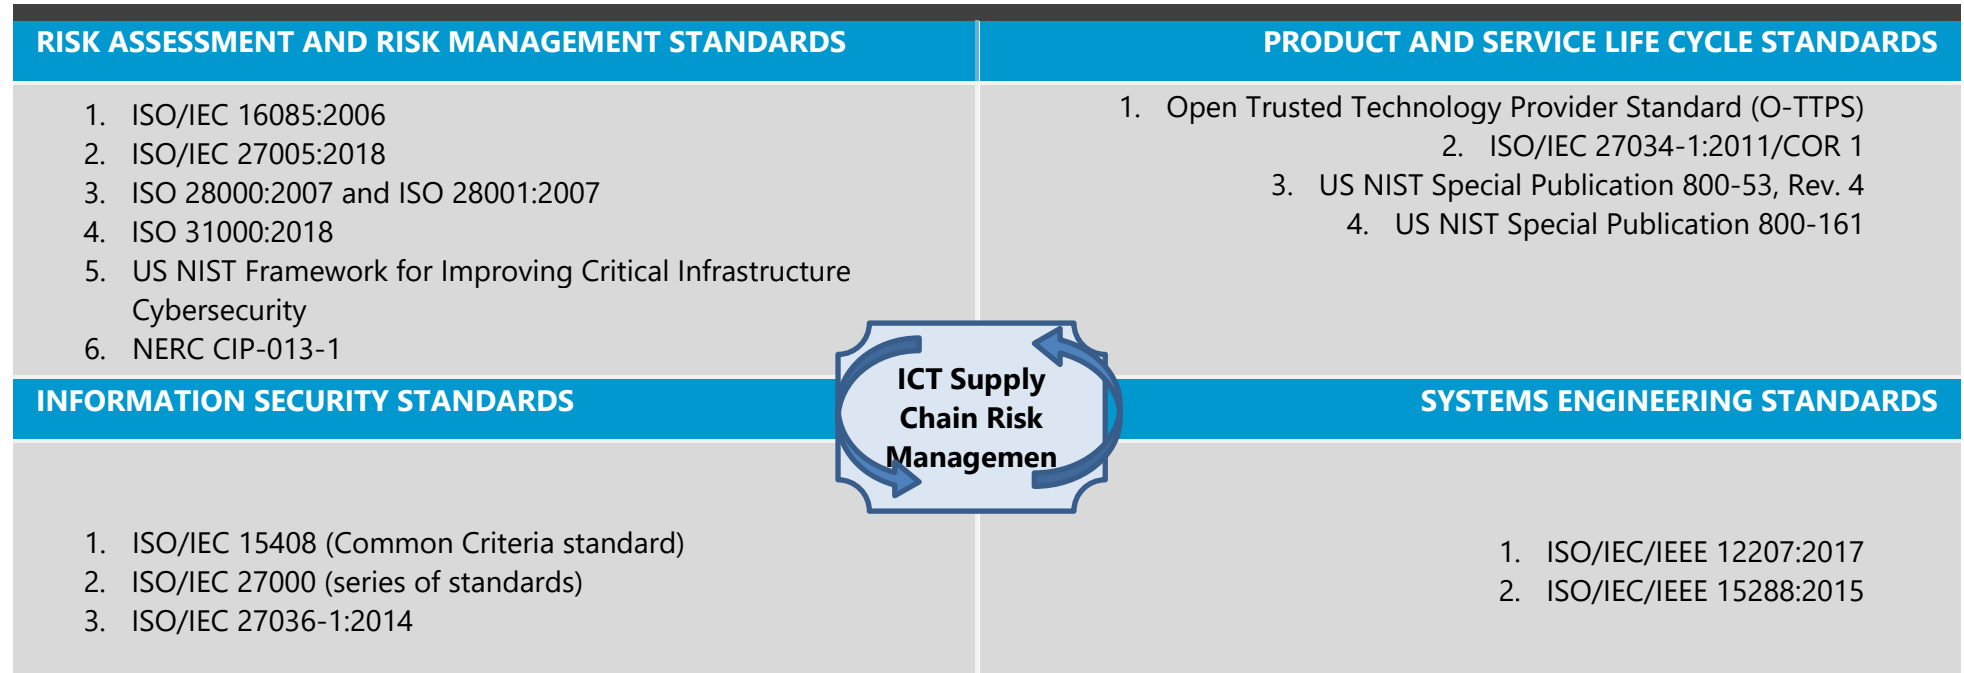 RISK ASSESSMENT AND RISK MANAGEMENT STANDARDS
1. ISO/IEC 16085:2006
2. ISO/IEC 27005:2018
3. ISO 28000:2007 and ISO 28001:2007
4. ISO 31000:2018
5. US NIST Framework for Improving Critical Infrastructure
Cybersecurity
6. NERC CIP-013-1
PRODUCT AND SERVICE LIFE CYCLE STANDARDS
1. Open Trusted Technology Provider Standard (O-TTPS)
2. ISO/IEC 27034-1:2011/COR 1
3. US NIST Special Publication 800-53, Rev. 4
4. US NIST Special Publication 800-161
ICT Supply
Chain Risk
Managemen
INFORMATION SECURITY STANDARDS
1. ISO/IEC 15408 (Common Criteria standard)
2. ISO/IEC 27000 (series of standards)
3. ISO/IEC 27036-1:2014
SYSTEMS ENGINEERING STANDARDS
1. ISO/IEC/IEEE 12207:2017
2. ISO/IEC/IEEE 15288:2015